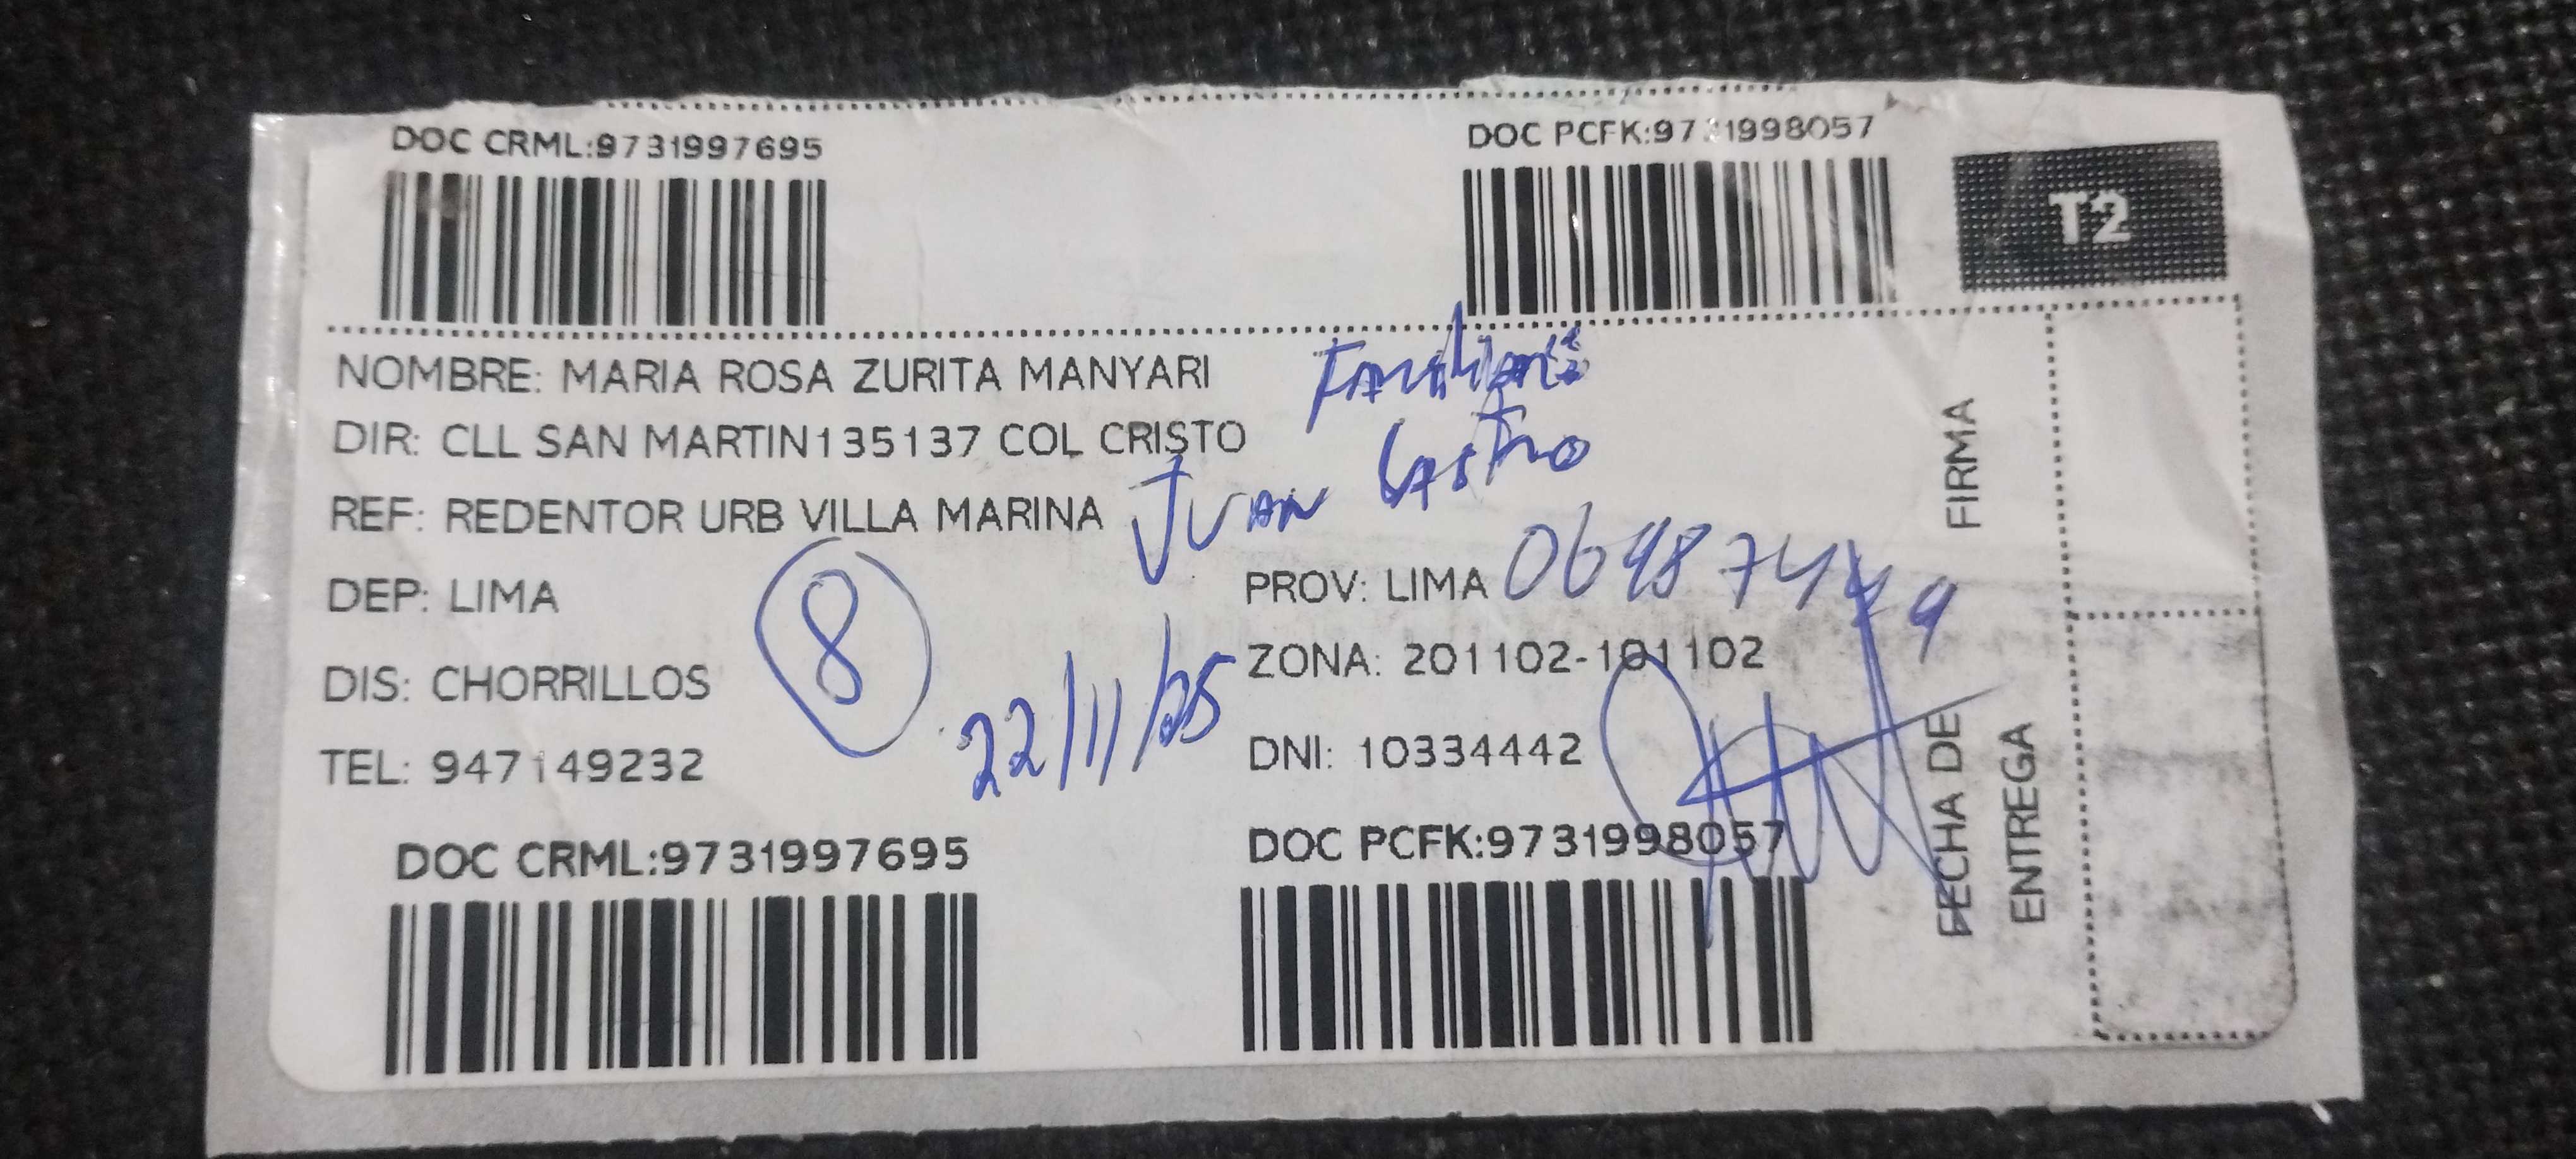 DOC CRML:9731997695
DOC PCFK:97 1998057
T2
NOMBRE: MARIA ROSA ZURITA MANYARI
DIR: CLL SAN MARTIN135137 COL CRISTO
Juan Castro
REF: REDENTOR URB VILLA MARINA
DEP: LIMA
PROV: LIMA
8
DIS: CHORRILLOS
ZONA: 201102-101102
22/11/25
TEL: 947149232
DNI: 10334442
FIRMA
FECHA DE
ENTREGA
DOC CRML:9731997695
DOC PCFK:9731998057